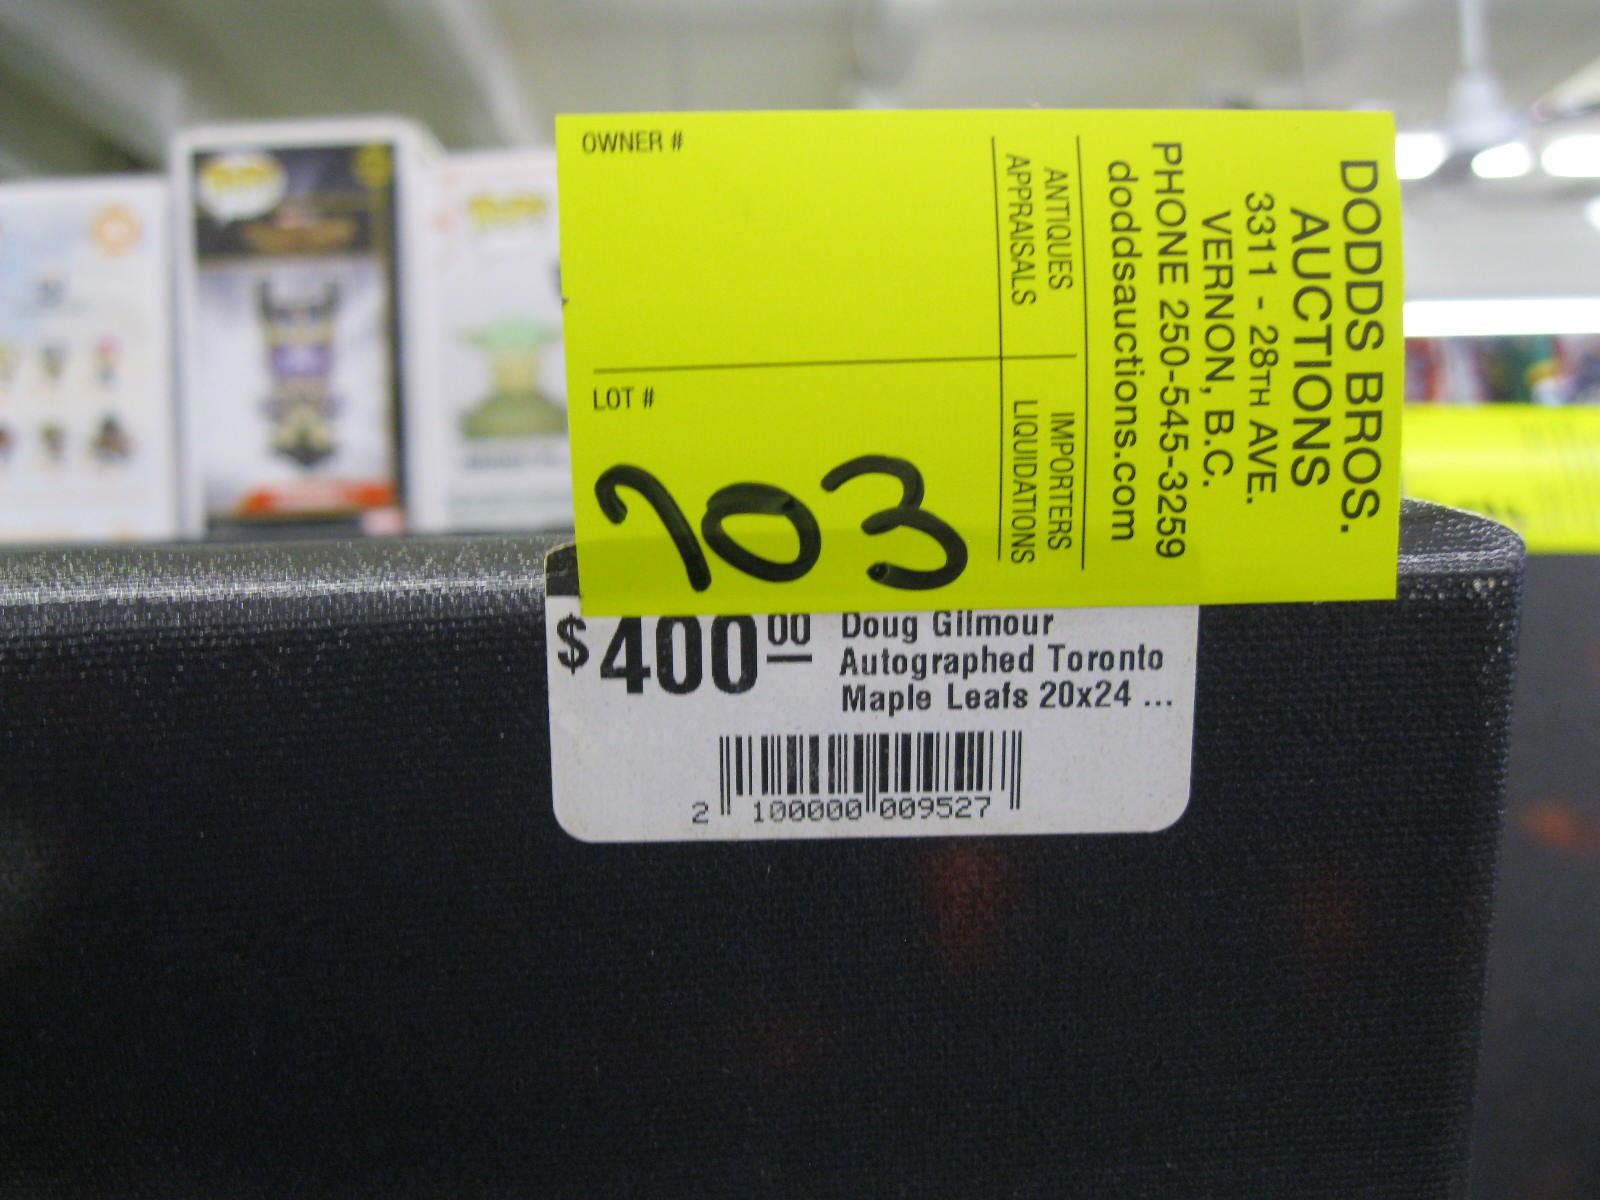 OWNER #
LOT #
703
ANTIQUES
APPRAISALS
IMPORTERS
LIQUIDATIONS
DODDS BROS.
AUCTIONS
3311 - 28TH AVE.
VERNON, B.C.
PHONE 250-545-3259
doddsauctions.com
$400.00
Doug Gilmour
Autographed Toronto
Maple Leafs 20x24 ...
2 100000 009527